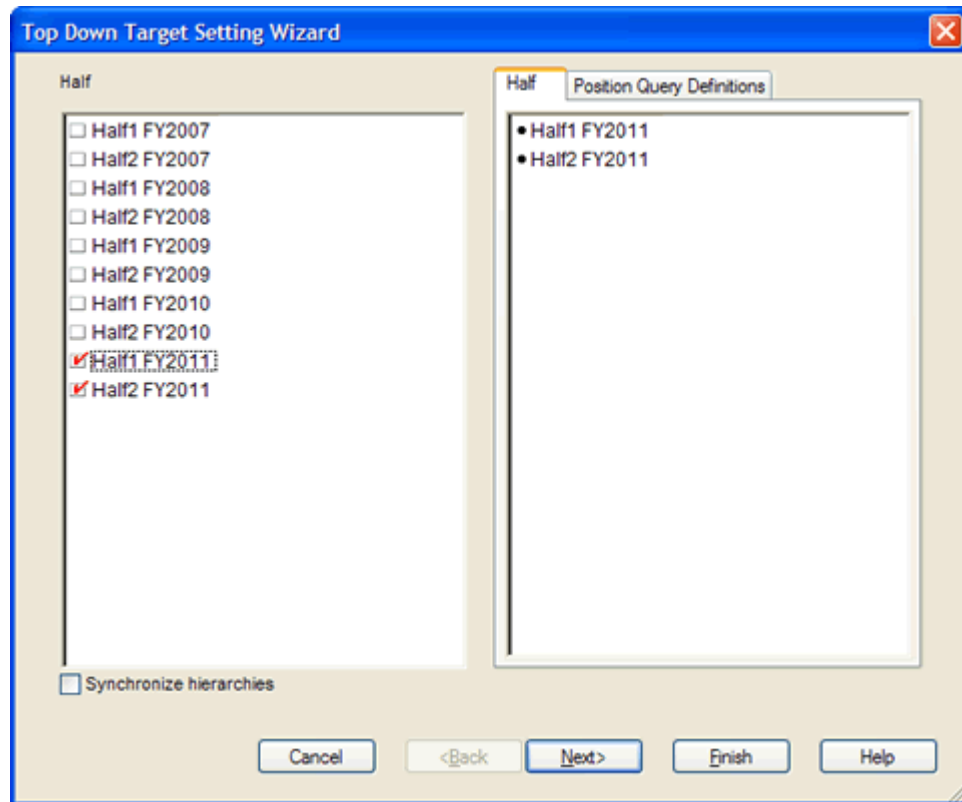 Top Down Target Setting Wizard
Half
Half1 FY2007
Half2 FY2007
Half1 FY2008
Half2 FY2008
Half1 FY2009
Half2 FY2009
Half1 FY2010
Half2 FY2010
Half1 FY2011
Half2 FY2011
Synchronize hierarchies
Half Position Query Definitions
Half1 FY2011
Half2 FY2011
Cancel <Back Next> Finish Help